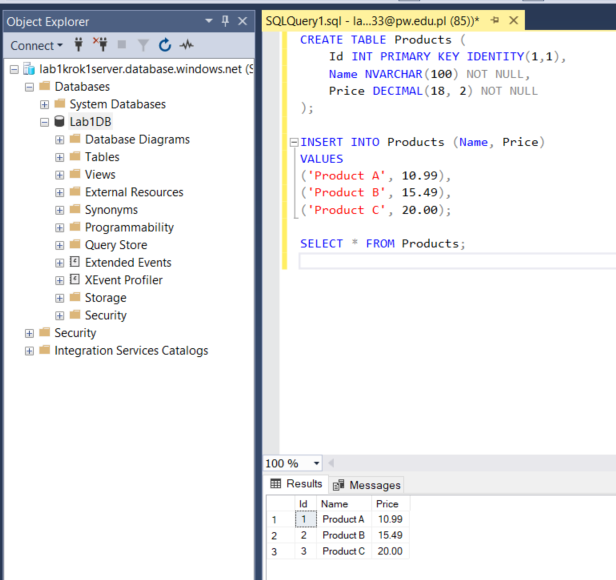 Object Explorer
Connect
lab1krok1server.database.windows.net (S
Databases
System Databases
Lab1DB
Database Diagrams
Tables
Views
External Resources
Synonyms
Programmability
Query Store
Extended Events
XEvent Profiler
Storage
Security
Security
Integration Services Catalogs
SQLQuery1.sql - la...33@pw.edu.pl (85))*
CREATE TABLE Products (
Id INT PRIMARY KEY IDENTITY(1,1),
Name NVARCHAR(100) NOT NULL,
Price DECIMAL(18, 2) NOT NULL
);
INSERT INTO Products (Name, Price)
VALUES
('Product A', 10.99),
('Product B', 15.49),
('Product C', 20.00);
SELECT * FROM Products;
100 %
Results Messages
Id Name Price
1 1 Product A 10.99
2 2 Product B 15.49
3 3 Product C 20.00